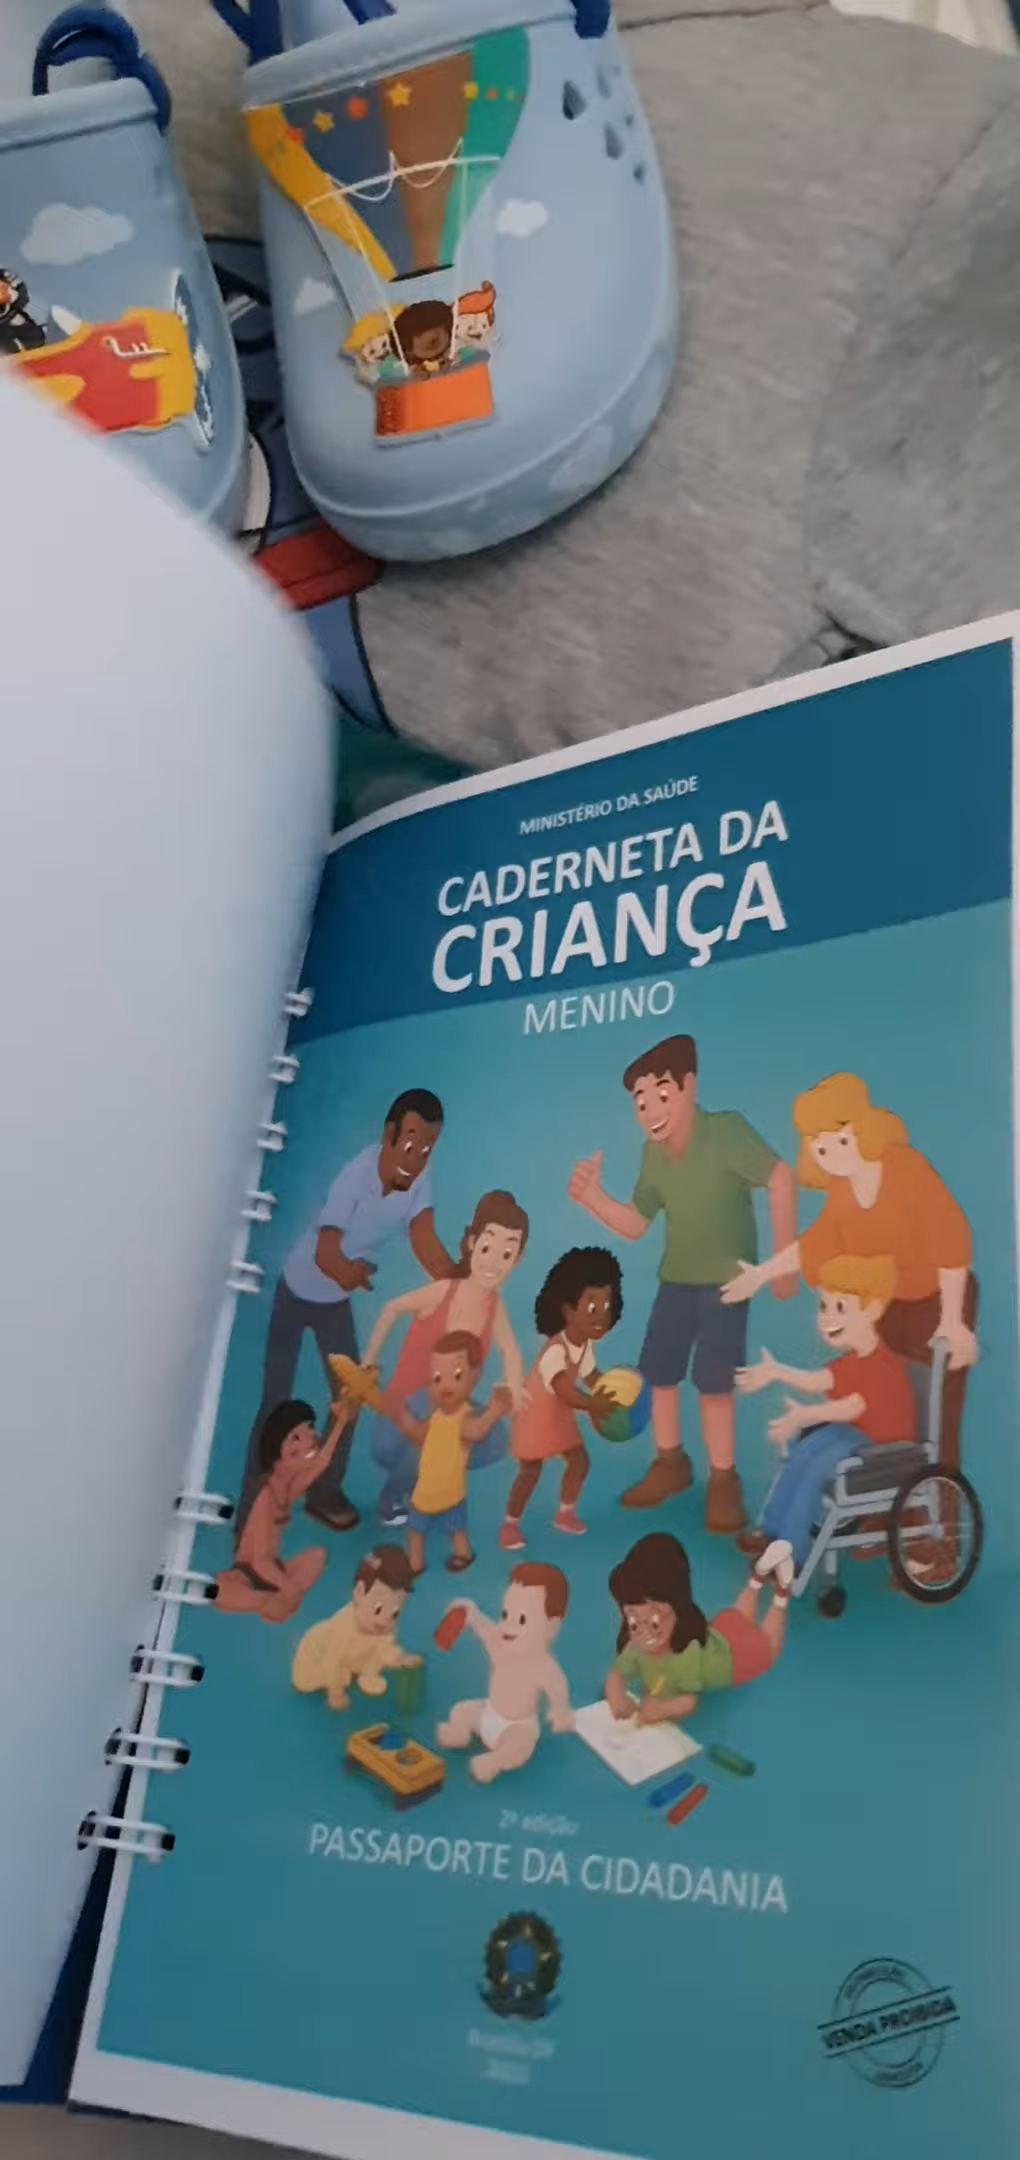 MINISTÉRIO DA SAÚDE
CADERNETA DA
CRIANÇA
MENINO
2ª edição
PASSAPORTE DA CIDADANIA
VENDA PROIBIDA